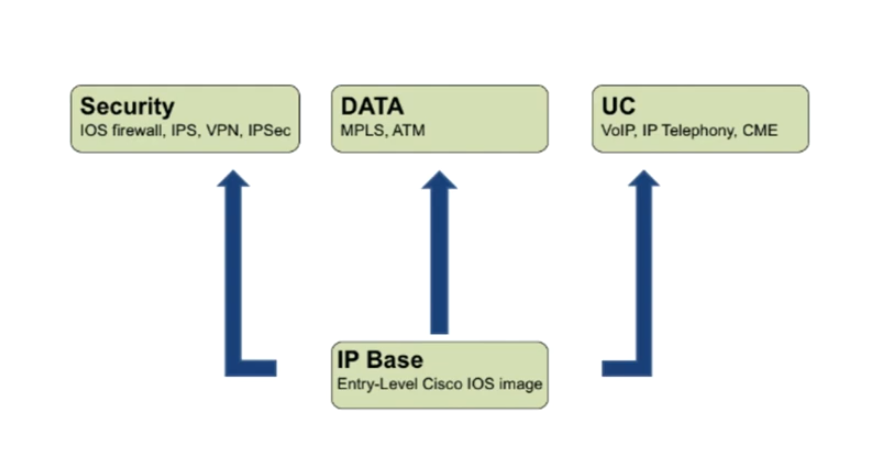 Security
IOS firewall, IPS, VPN, IPSec
DATA
MPLS, ATM
UC
VoIP, IP Telephony, CME
IP Base
Entry-Level Cisco IOS image